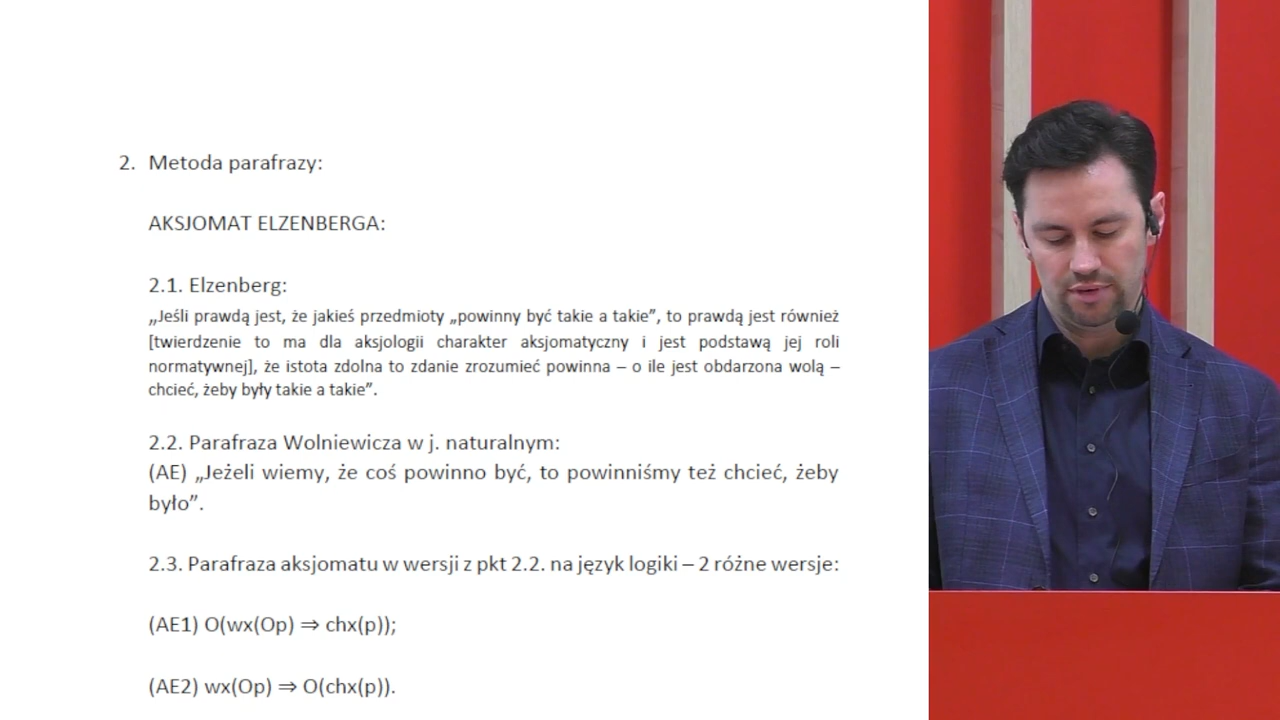 2. Metoda parafrazy:
AKSJOMAT ELZENBERGA:
2.1. Elzenberg:
„Jeśli prawdą jest, że jakieś przedmioty „powinny być takie a takie”, to prawdą jest również
[twierdzenie to ma dla aksjologii charakter aksjomatyczny i jest podstawą jej roli
normatywnej], że istota zdolna to zdanie zrozumieć powinna – o ile jest obdarzona wolą –
chcieć, żeby były takie a takie”.
2.2. Parafraza Wolniewicza w j. naturalnym:
(AE) „Jeżeli wiemy, że coś powinno być, to powinniśmy też chcieć, żeby
było”.
2.3. Parafraza aksjomatu w wersji z pkt 2.2. na język logiki – 2 różne wersje:
(AE1) O(wx(Op) ⇒ chx(p));
(AE2) wx(Op) ⇒ O(chx(p)).